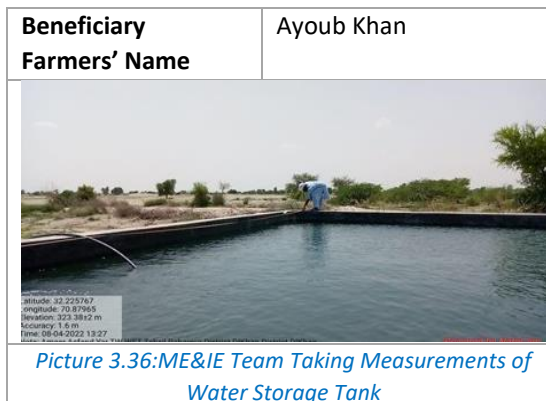 Beneficiary
Farmers' Name
Ayoub Khan
Latitude: 32.225767
Longitude: 70.87965
Elevation: 323.38±2 m
Accuracy: 1.6 m
Time: 08-04-2022 13:27
Picture 3.36:ME&IE Team Taking Measurements of
Water Storage Tank